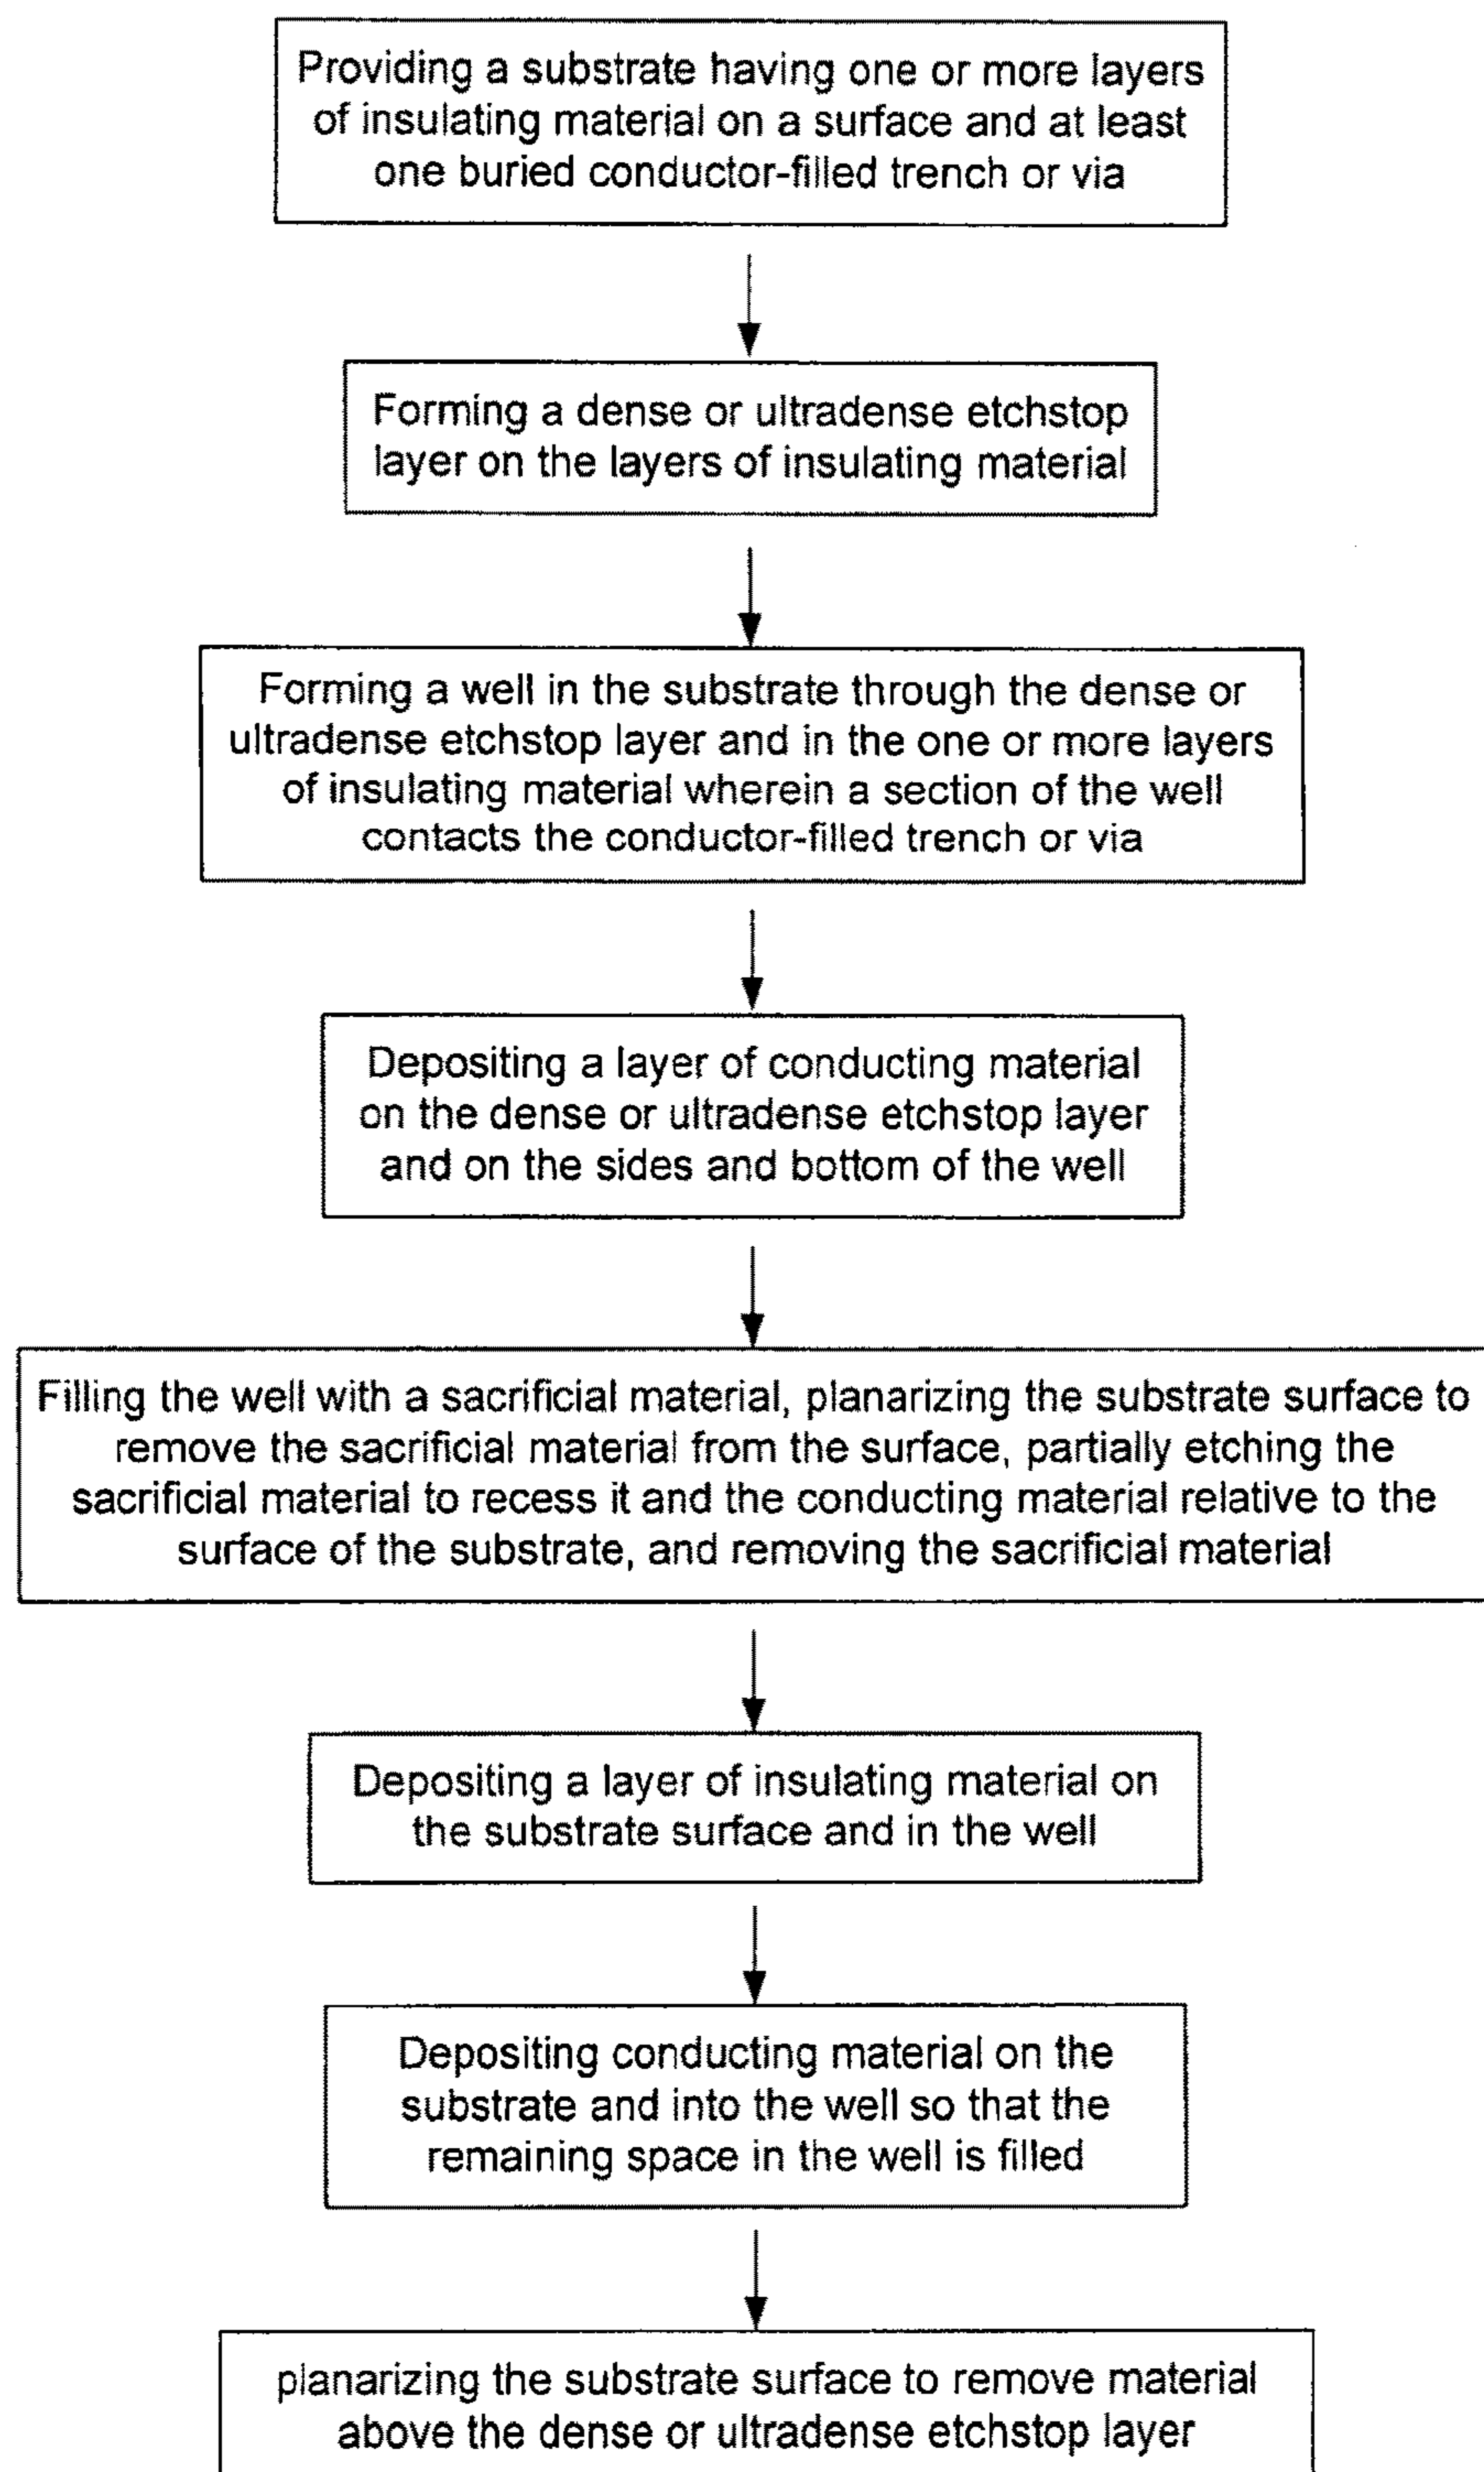 Providing a substrate having one or more layers
of insulating material on a surface and at least
one buried conductor-filled trench or via
Forming a dense or ultradense etchstop
layer on the layers of insulating material
Forming a well in the substrate through the dense or
ultradense etchstop layer and in the one or more layers
of insulating material wherein a section of the well
contacts the conductor-filled trench or via
Depositing a layer of conducting material
on the dense or ultradense etchstop layer
and on the sides and bottom of the well
Filling the well with a sacrificial material, planarizing the substrate surface to
remove the sacrificial material from the surface, partially etching the
sacrificial material to recess it and the conducting material relative to the
surface of the substrate, and removing the sacrificial material
Depositing a layer of insulating material on
the substrate surface and in the well
Depositing conducting material on the
substrate and into the well so that the
remaining space in the well is filled
planarizing the substrate surface to remove material
above the dense or ultradense etchstop layer